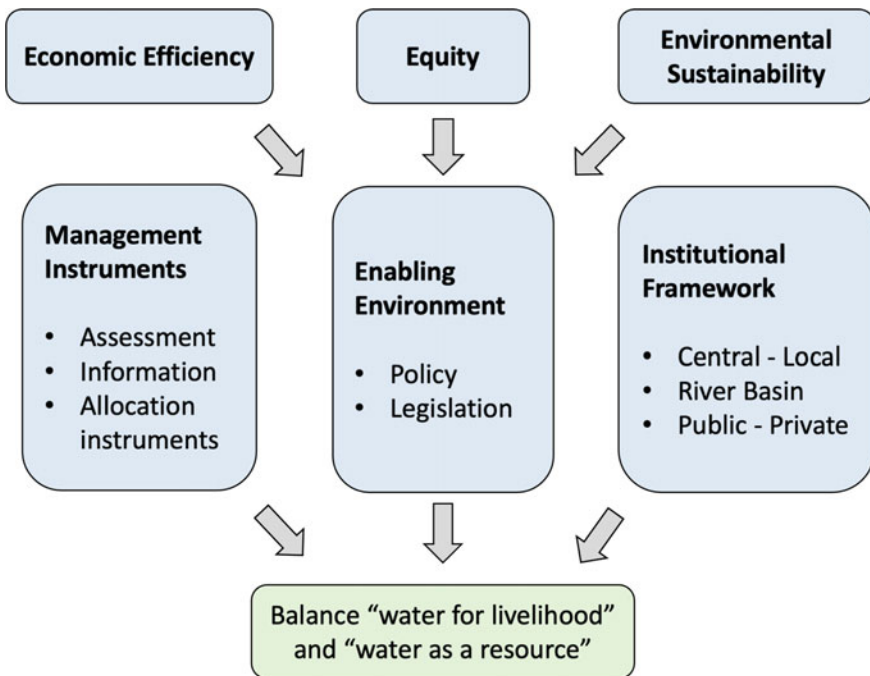 Economic Efficiency
Equity
Environmental
Sustainability
Management
Instruments
• Assessment
• Information
• Allocation
instruments
Enabling
Environment
• Policy
• Legislation
Institutional
Framework
• Central - Local
• River Basin
• Public - Private
Balance “water for livelihood”
and “water as a resource”